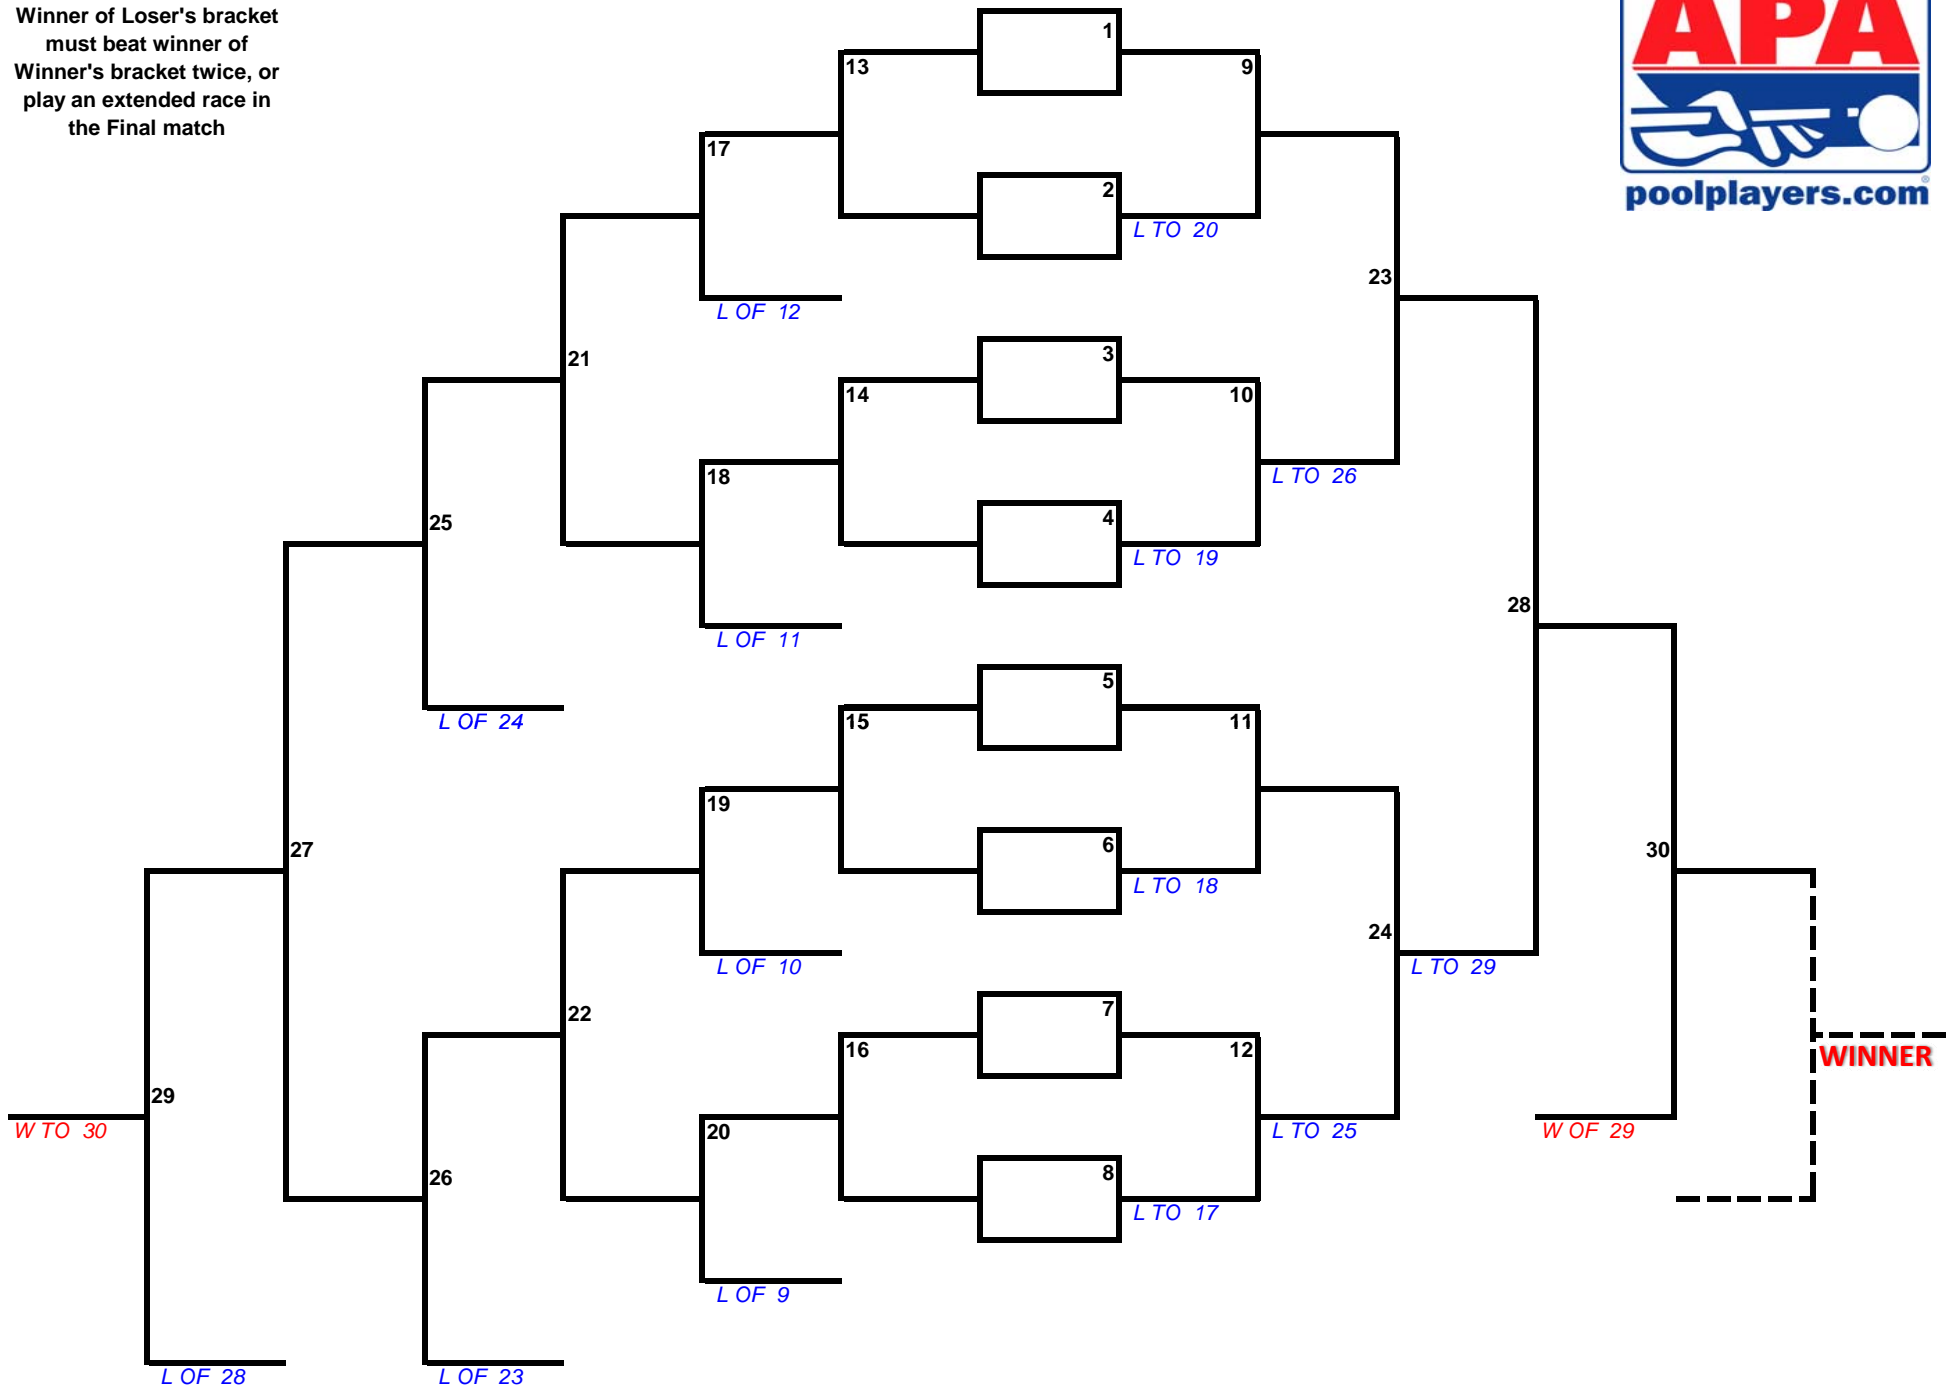 Winner of Loser's bracket
must beat winner of
Winner's bracket twice, or
play an extended race in
the Final match
APA
poolplayers.com
®
1
13
9
17
2
L TO 20
23
L OF 12
3
21
14
10
18
L TO 26
4
25
L TO 19
28
L OF 11
5
L OF 24
15
11
19
6
27
30
L TO 18
24
L OF 10
L TO 29
7
22
16
12
WINNER
29
W TO 30
20
L TO 25
W OF 29
8
26
L TO 17
L OF 9
L OF 28
L OF 23